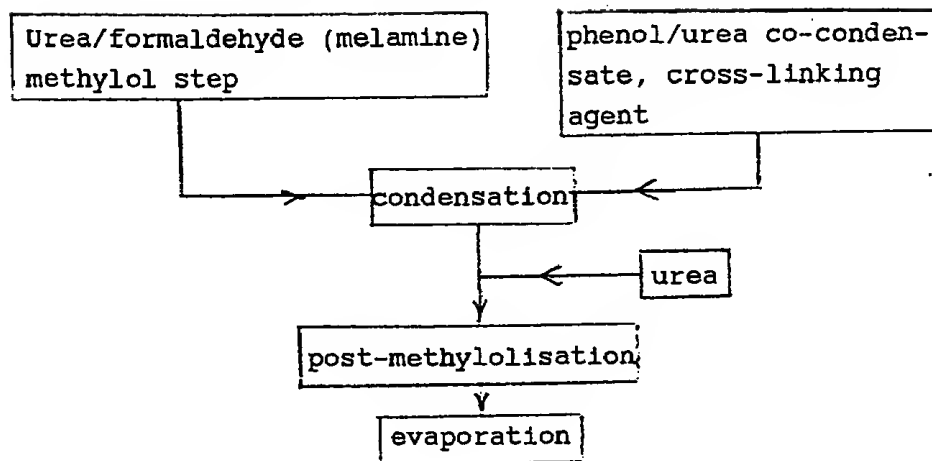 Urea/formaldehyde (melamine)
methylol step
phenol/urea co-conden-
sate, cross-linking
agent
condensation
urea
post-methylolisation
evaporation